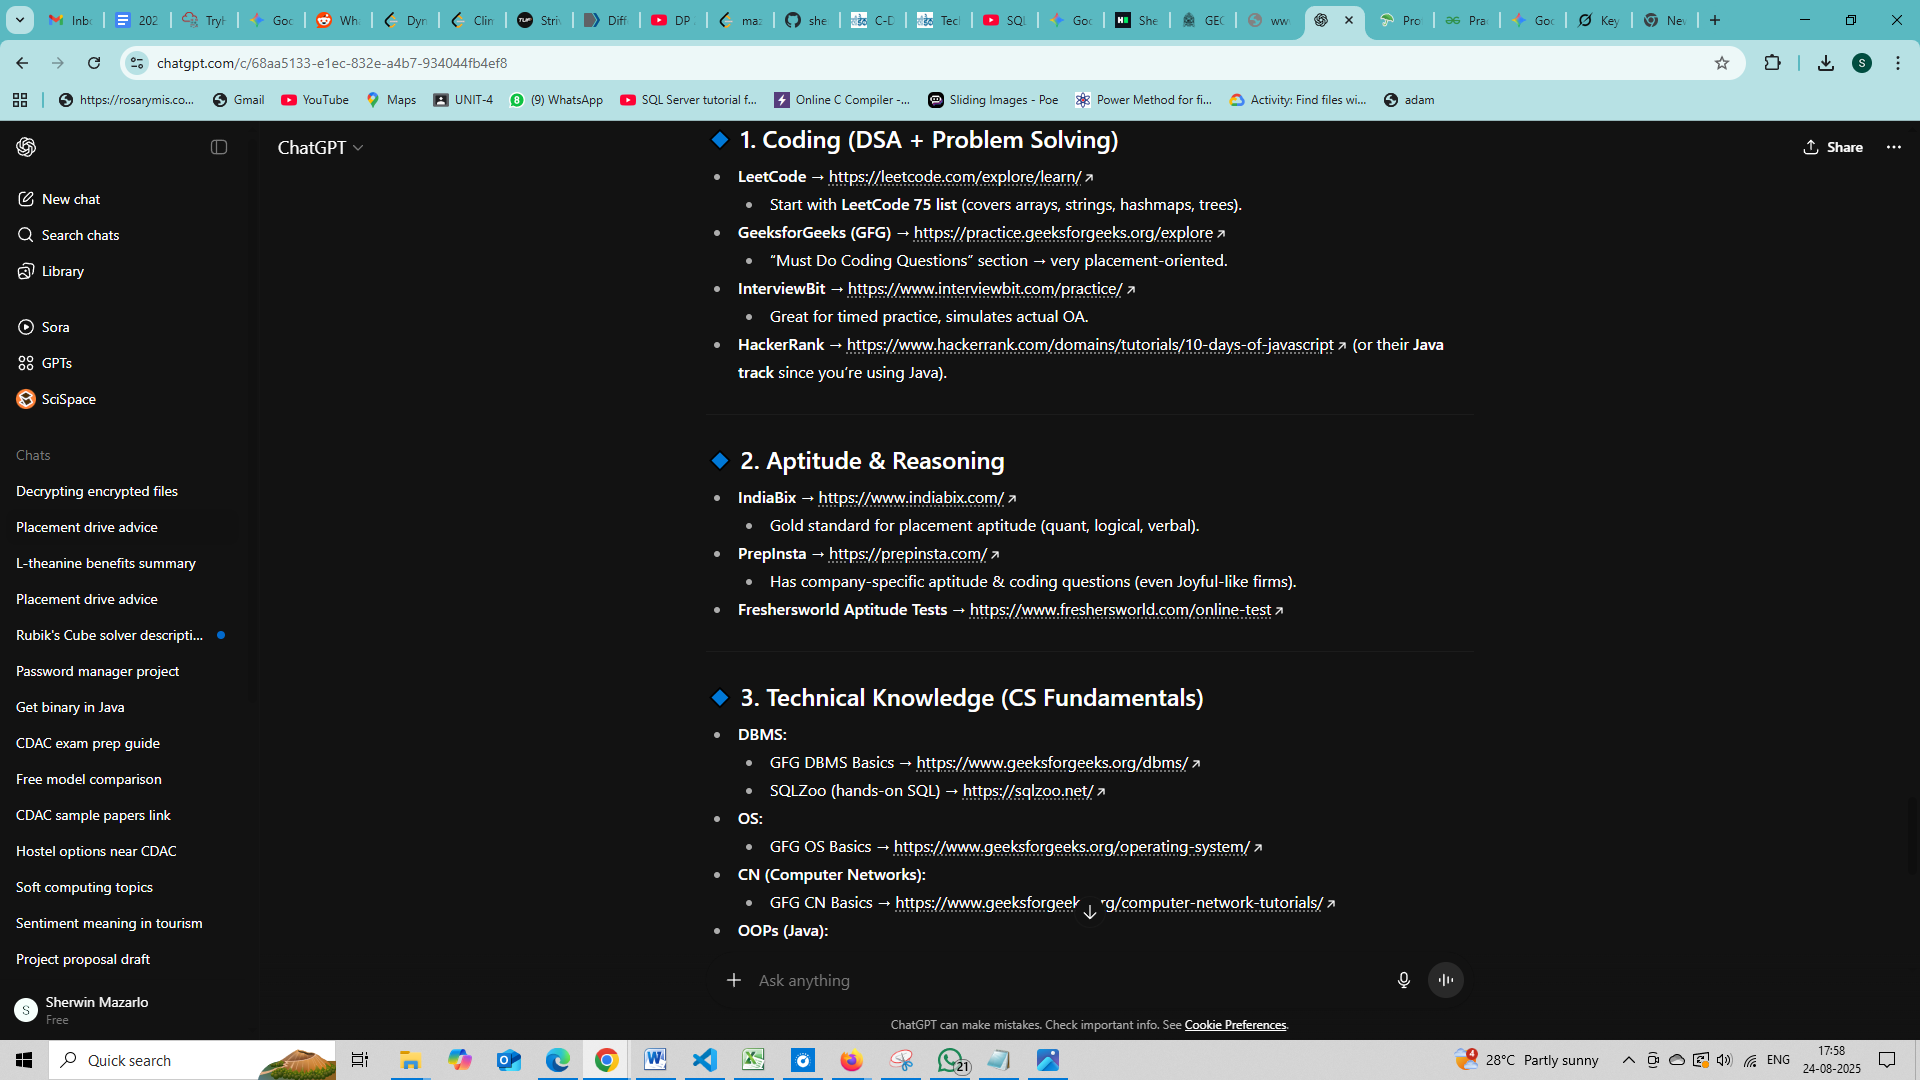 Inbc
202
Tryl
Goc
Wha
Dyn
Clin
Striv
Diff
DP
maz
she
C-D
Tecl
SQL
Goc
She
GEC
ww
Pro
Pra
Goc
Key
Nev
chatgpt.com/c/68aa5133-e1ec-832e-a4b7-934044fb4ef8
S
https://rosarymis.co...
Gmail
YouTube
Maps
UNIT-4
(9) WhatsApp
SQL Server tutorial f...
Online C Compiler -...
Sliding Images - Poe
Power Method for fi...
Activity: Find files wi...
adam
ChatGPT
Share
New chat
Search chats
Library
Sora
GPTs
SciSpace
Chats
Decrypting encrypted files
Placement drive advice
L-theanine benefits summary
Placement drive advice
Rubik's Cube solver descripti...
Password manager project
Get binary in Java
CDAC exam prep guide
Free model comparison
CDAC sample papers link
Hostel options near CDAC
Soft computing topics
Sentiment meaning in tourism
Project proposal draft
S
Sherwin Mazarlo
Free
1. Coding (DSA + Problem Solving)
LeetCode → https://leetcode.com/explore/learn/
Start with LeetCode 75 list (covers arrays, strings, hashmaps, trees).
GeeksforGeeks (GFG) → https://practice.geeksforgeeks.org/explore
“Must Do Coding Questions” section → very placement-oriented.
InterviewBit → https://www.interviewbit.com/practice/
Great for timed practice, simulates actual OA.
HackerRank → https://www.hackerrank.com/domains/tutorials/10-days-of-javascript (or their Java
track since you’re using Java).
2. Aptitude & Reasoning
IndiaBix → https://www.indiabix.com/
Gold standard for placement aptitude (quant, logical, verbal).
PrepInsta → https://prepinsta.com/
Has company-specific aptitude & coding questions (even Joyful-like firms).
Freshersworld Aptitude Tests → https://www.freshersworld.com/online-test
3. Technical Knowledge (CS Fundamentals)
DBMS:
GFG DBMS Basics → https://www.geeksforgeeks.org/dbms/
SQLZoo (hands-on SQL) → https://sqlzoo.net/
OS:
GFG OS Basics → https://www.geeksforgeeks.org/operating-system/
CN (Computer Networks):
GFG CN Basics → https://www.geeksforgeek rg/computer-network-tutorials/
OOPs (Java):
Ask anything
ChatGPT can make mistakes. Check important info. See Cookie Preferences.
Quick search
21
4
28°C Partly sunny
ENG
17:58
24-08-2025